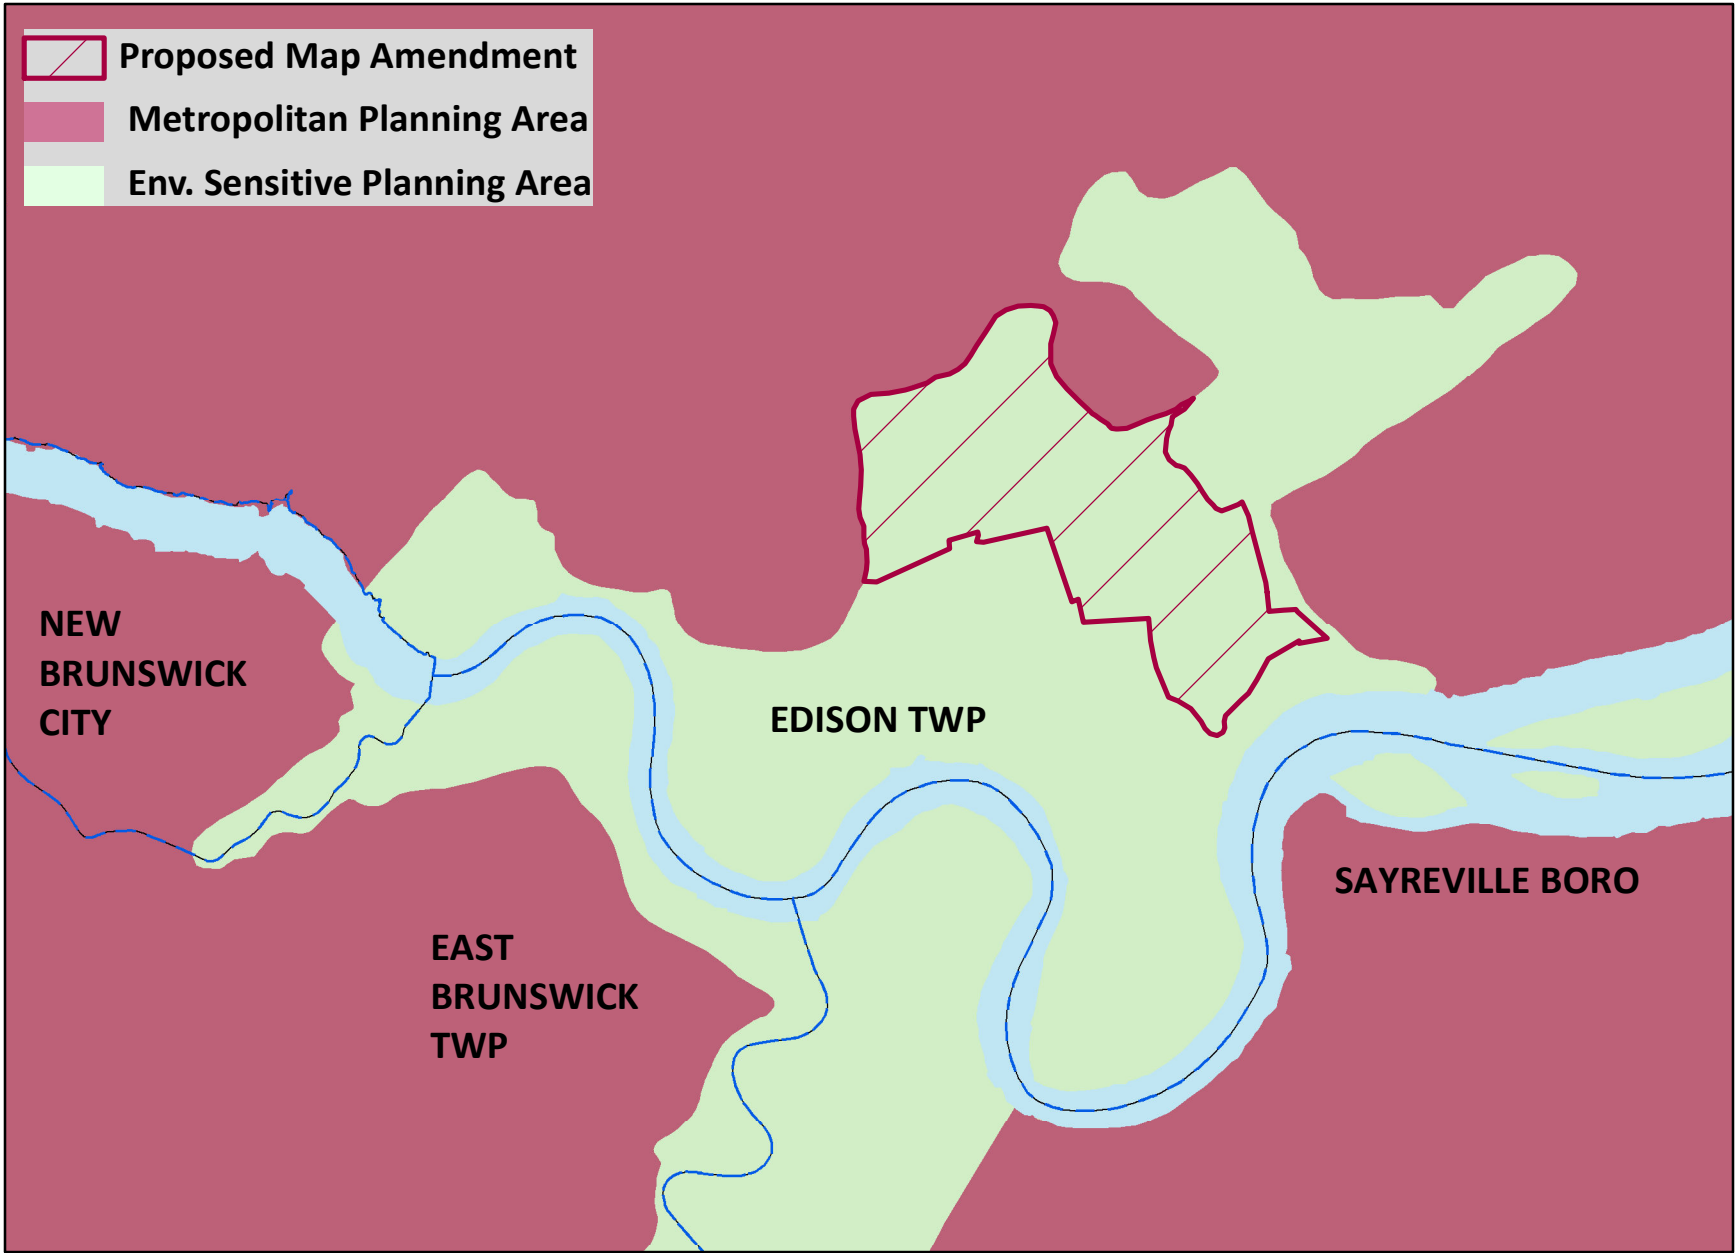 Proposed Map Amendment
Metropolitan Planning Area
Env. Sensitive Planning Area
NEW
BRUNSWICK
CITY
EDISON TWP
SAYREVILLE BORO
EAST
BRUNSWICK
TWP